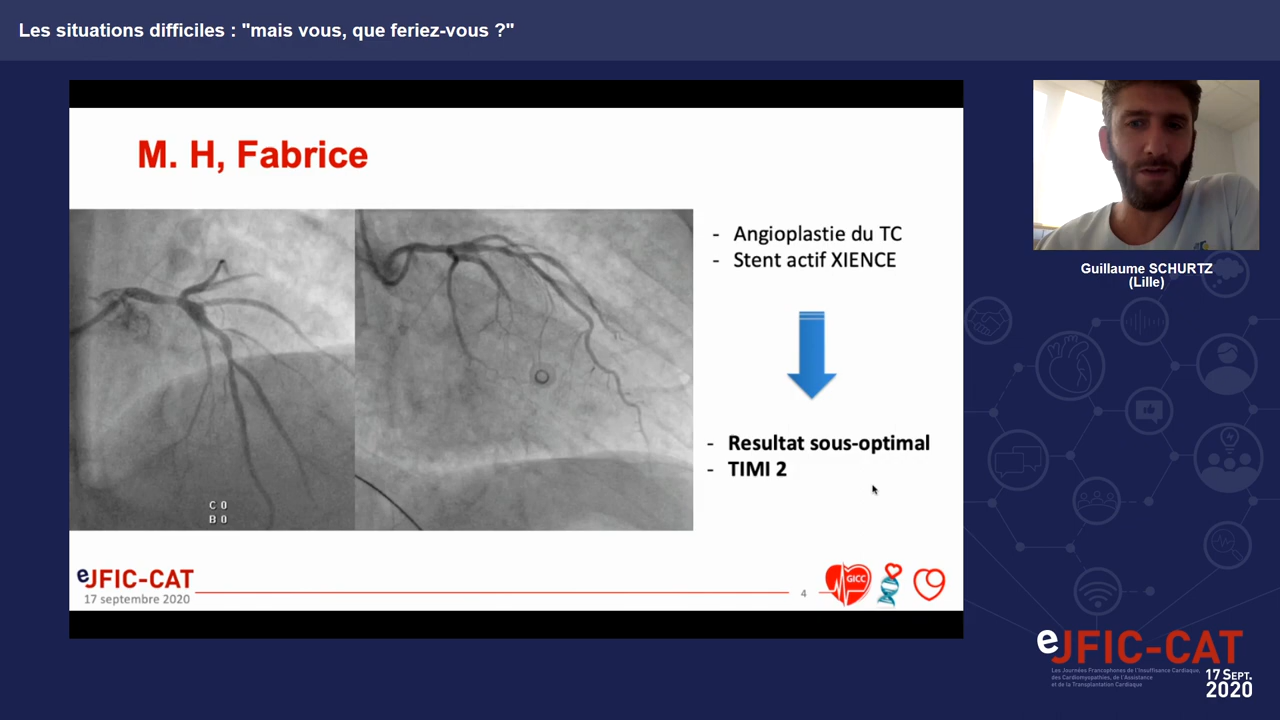 Les situations difficiles : "mais vous, que feriez-vous ?"
M. H, Fabrice
- Angioplastie du TC
- Stent actif XIENCE
- Resultat sous-optimal
- TIMI 2
C 0
B 0
eJFIC-CAT
17 septembre 2020
4
GICC
Guillaume SCHURTZ
(Lille)
eJFIC-CAT
Les Journées Francophones de l'Insuffisance Cardiaque,
des Cardiomyopathies, de l'Assistance
et de la Transplantation Cardiaque
17 SEPT.
2020